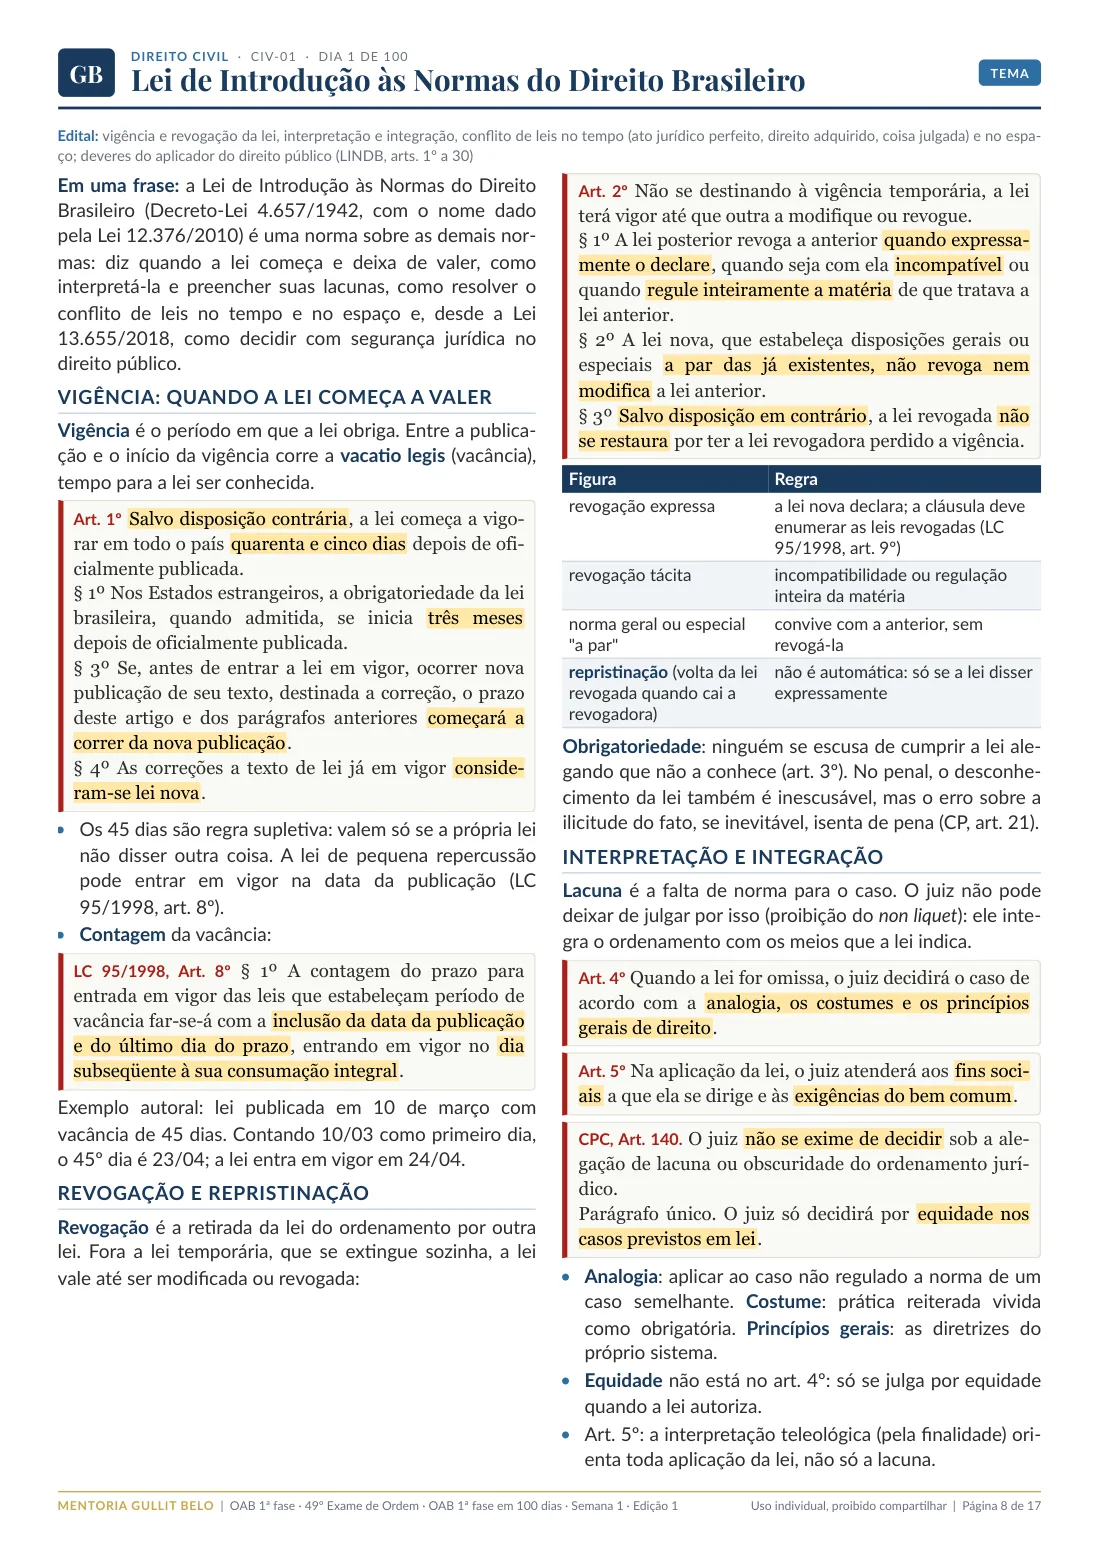 GB
DIREITO CIVIL · CIV-01 · DIA 1 DE 100
Lei de Introdução às Normas do Direito Brasileiro
TEMA
Edital: vigência e revogação da lei, interpretação e integração, conflito de leis no tempo (ato jurídico perfeito, direito adquirido, coisa julgada) e no espa-
ço; deveres do aplicador do direito público (LINDB, arts. 1º a 30)
Em uma frase: a Lei de Introdução às Normas do Direito
Brasileiro (Decreto-Lei 4.657/1942, com o nome dado
pela Lei 12.376/2010) é uma norma sobre as demais nor-
mas: diz quando a lei começa e deixa de valer, como
interpretá-la e preencher suas lacunas, como resolver o
conflito de leis no tempo e no espaço e, desde a Lei
13.655/2018, como decidir com segurança jurídica no
direito público.
VIGÊNCIA: QUANDO A LEI COMEÇA A VALER
Vigência é o período em que a lei obriga. Entre a publica-
ção e o início da vigência corre a vacatio legis (vacância),
tempo para a lei ser conhecida.
Art. 1º Salvo disposição contrária, a lei começa a vigo-
rar em todo o país quarenta e cinco dias depois de ofi-
cialmente publicada.
§ 1º Nos Estados estrangeiros, a obrigatoriedade da lei
brasileira, quando admitida, se inicia três meses
depois de oficialmente publicada.
§ 3º Se, antes de entrar a lei em vigor, ocorrer nova
publicação de seu texto, destinada a correção, o prazo
deste artigo e dos parágrafos anteriores começará a
correr da nova publicação.
§ 4º As correções a texto de lei já em vigor conside-
ram-se lei nova.
• Os 45 dias são regra supletiva: valem só se a própria lei
não disser outra coisa. A lei de pequena repercussão
pode entrar em vigor na data da publicação (LC
95/1998, art. 8º).
• Contagem da vacância:
LC 95/1998, Art. 8º § 1º A contagem do prazo para
entrada em vigor das leis que estabeleçam período de
vacância far-se-á com a inclusão da data da publicação
e do último dia do prazo, entrando em vigor no dia
subseqüente à sua consumação integral.
Exemplo autoral: lei publicada em 10 de março com
vacância de 45 dias. Contando 10/03 como primeiro dia,
o 45º dia é 23/04; a lei entra em vigor em 24/04.
REVOGAÇÃO E REPRISTINAÇÃO
Revogação é a retirada da lei do ordenamento por outra
lei. Fora a lei temporária, que se extingue sozinha, a lei
vale até ser modificada ou revogada:
Art. 2º Não se destinando à vigência temporária, a lei
terá vigor até que outra a modifique ou revogue.
§ 1º A lei posterior revoga a anterior quando expressa-
mente o declare, quando seja com ela incompatível ou
quando regule inteiramente a matéria de que tratava a
lei anterior.
§ 2º A lei nova, que estabeleça disposições gerais ou
especiais a par das já existentes, não revoga nem
modifica a lei anterior.
§ 3º Salvo disposição em contrário, a lei revogada não
se restaura por ter a lei revogadora perdido a vigência.
Figura Regra
revogação expressa a lei nova declara; a cláusula deve
enumerar as leis revogadas (LC
95/1998, art. 9º)
revogação tácita incompatibilidade ou regulação
inteira da matéria
norma geral ou especial convive com a anterior, sem
"a par" revogá-la
repristinação (volta da lei não é automática: só se a lei disser
revogada quando cai a expressamente
revogadora)
Obrigatoriedade: ninguém se escusa de cumprir a lei ale-
gando que não a conhece (art. 3º). No penal, o desconhe-
cimento da lei também é inescusável, mas o erro sobre a
ilicitude do fato, se inevitável, isenta de pena (CP, art. 21).
INTERPRETAÇÃO E INTEGRAÇÃO
Lacuna é a falta de norma para o caso. O juiz não pode
deixar de julgar por isso (proibição do non liquet): ele inte-
gra o ordenamento com os meios que a lei indica.
Art. 4º Quando a lei for omissa, o juiz decidirá o caso de
acordo com a analogia, os costumes e os princípios
gerais de direito.
Art. 5º Na aplicação da lei, o juiz atenderá aos fins soci-
ais a que ela se dirige e às exigências do bem comum.
CPC, Art. 140. O juiz não se exime de decidir sob a ale-
gação de lacuna ou obscuridade do ordenamento jurí-
dico.
Parágrafo único. O juiz só decidirá por equidade nos
casos previstos em lei.
• Analogia: aplicar ao caso não regulado a norma de um
caso semelhante. Costume: prática reiterada vivida
como obrigatória. Princípios gerais: as diretrizes do
próprio sistema.
• Equidade não está no art. 4º: só se julga por equidade
quando a lei autoriza.
• Art. 5º: a interpretação teleológica (pela finalidade) ori-
enta toda aplicação da lei, não só a lacuna.
MENTORIA GULLIT BELO | OAB 1ª fase · 49º Exame de Ordem · OAB 1ª fase em 100 dias · Semana 1 · Edição 1
Uso individual, proibido compartilhar | Página 8 de 17